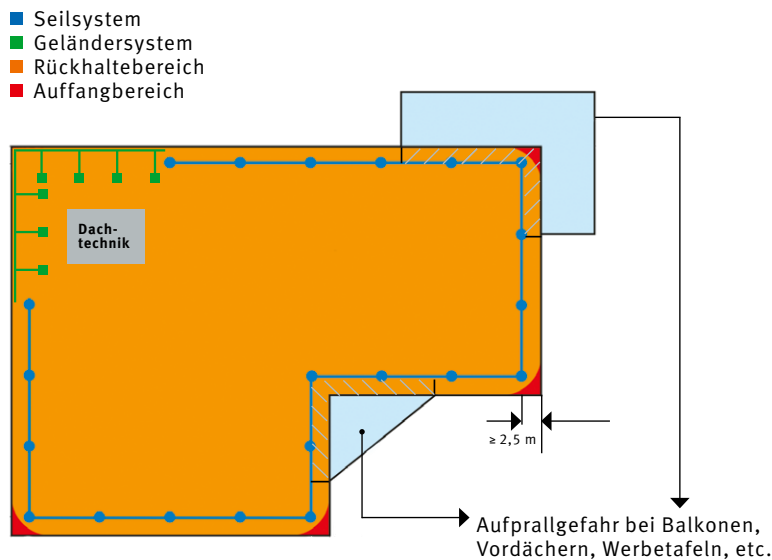 Seilsystem
Geländersystem
Rückhaltebereich
Auffangbereich
Dach-
technik
≥ 2,5 m
Aufprallgefahr bei Balkonen,
Vordächern, Werbetafeln, etc.